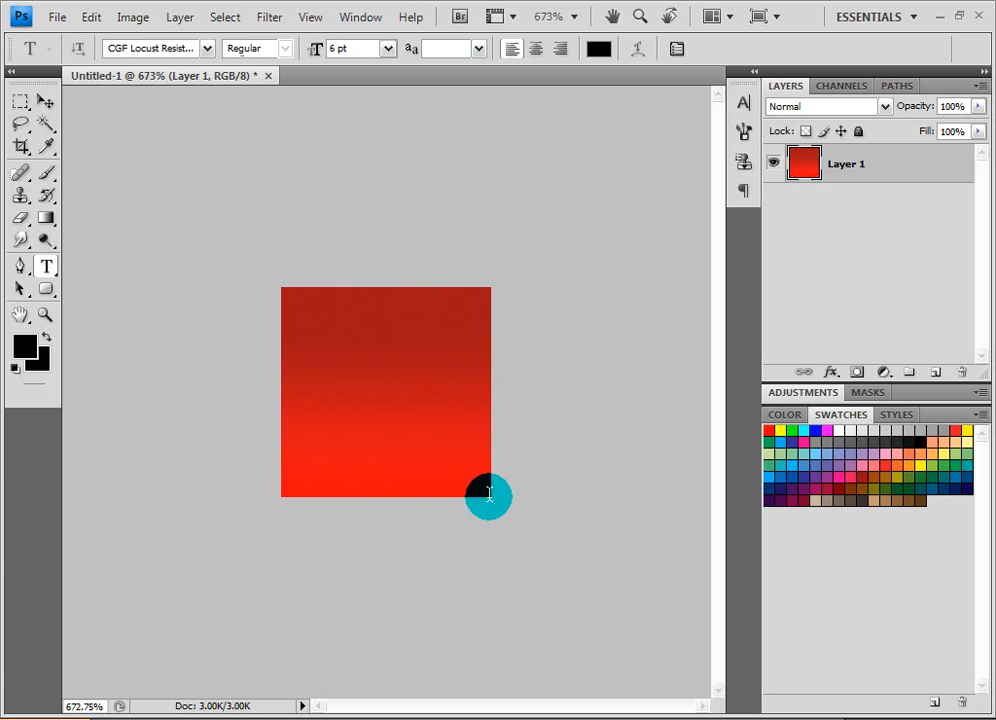 Ps File Edit Image Layer Select Filter View Window Help Br 673% ESSENTIALS
T CGF Locust Resist... Regular T 6 pt aa
Untitled-1 @ 673% (Layer 1, RGB/8) *
LAYERS CHANNELS PATHS
Normal Opacity: 100%
Lock: Fill: 100%
Layer 1
fx
ADJUSTMENTS MASKS
COLOR SWATCHES STYLES
672.75% Doc: 3.00K/3.00K